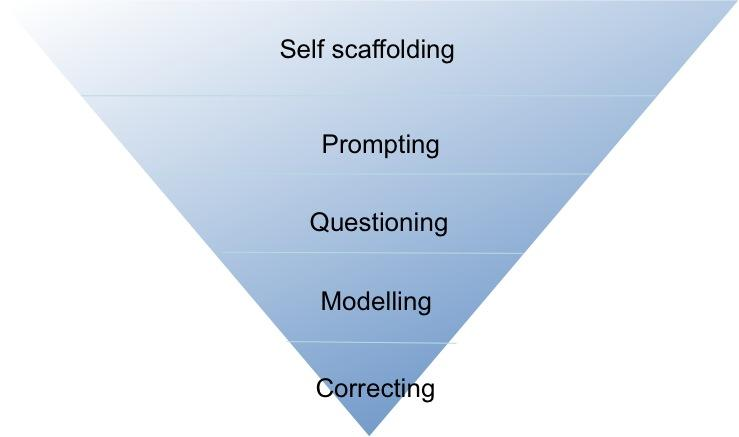 Self scaffolding
Prompting
Questioning
Modelling
Correcting